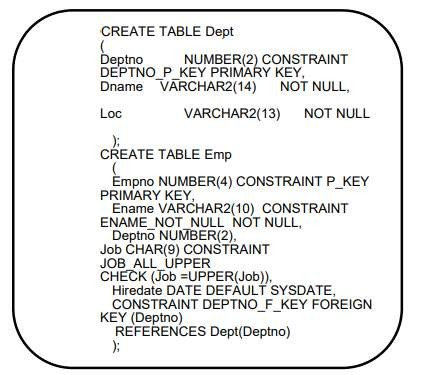 CREATE TABLE Dept
(
Deptno NUMBER(2) CONSTRAINT
DEPTNO_P_KEY PRIMARY KEY,
Dname VARCHAR2(14) NOT NULL,
Loc VARCHAR2(13) NOT NULL
);
CREATE TABLE Emp
(
Empno NUMBER(4) CONSTRAINT P_KEY
PRIMARY KEY,
Ename VARCHAR2(10) CONSTRAINT
ENAME_NOT_NULL NOT NULL,
Deptno NUMBER(2),
Job CHAR(9) CONSTRAINT
JOB_ALL_UPPER
CHECK (Job =UPPER(Job)),
Hiredate DATE DEFAULT SYSDATE,
CONSTRAINT DEPTNO_F_KEY FOREIGN
KEY (Deptno)
REFERENCES Dept(Deptno)
);